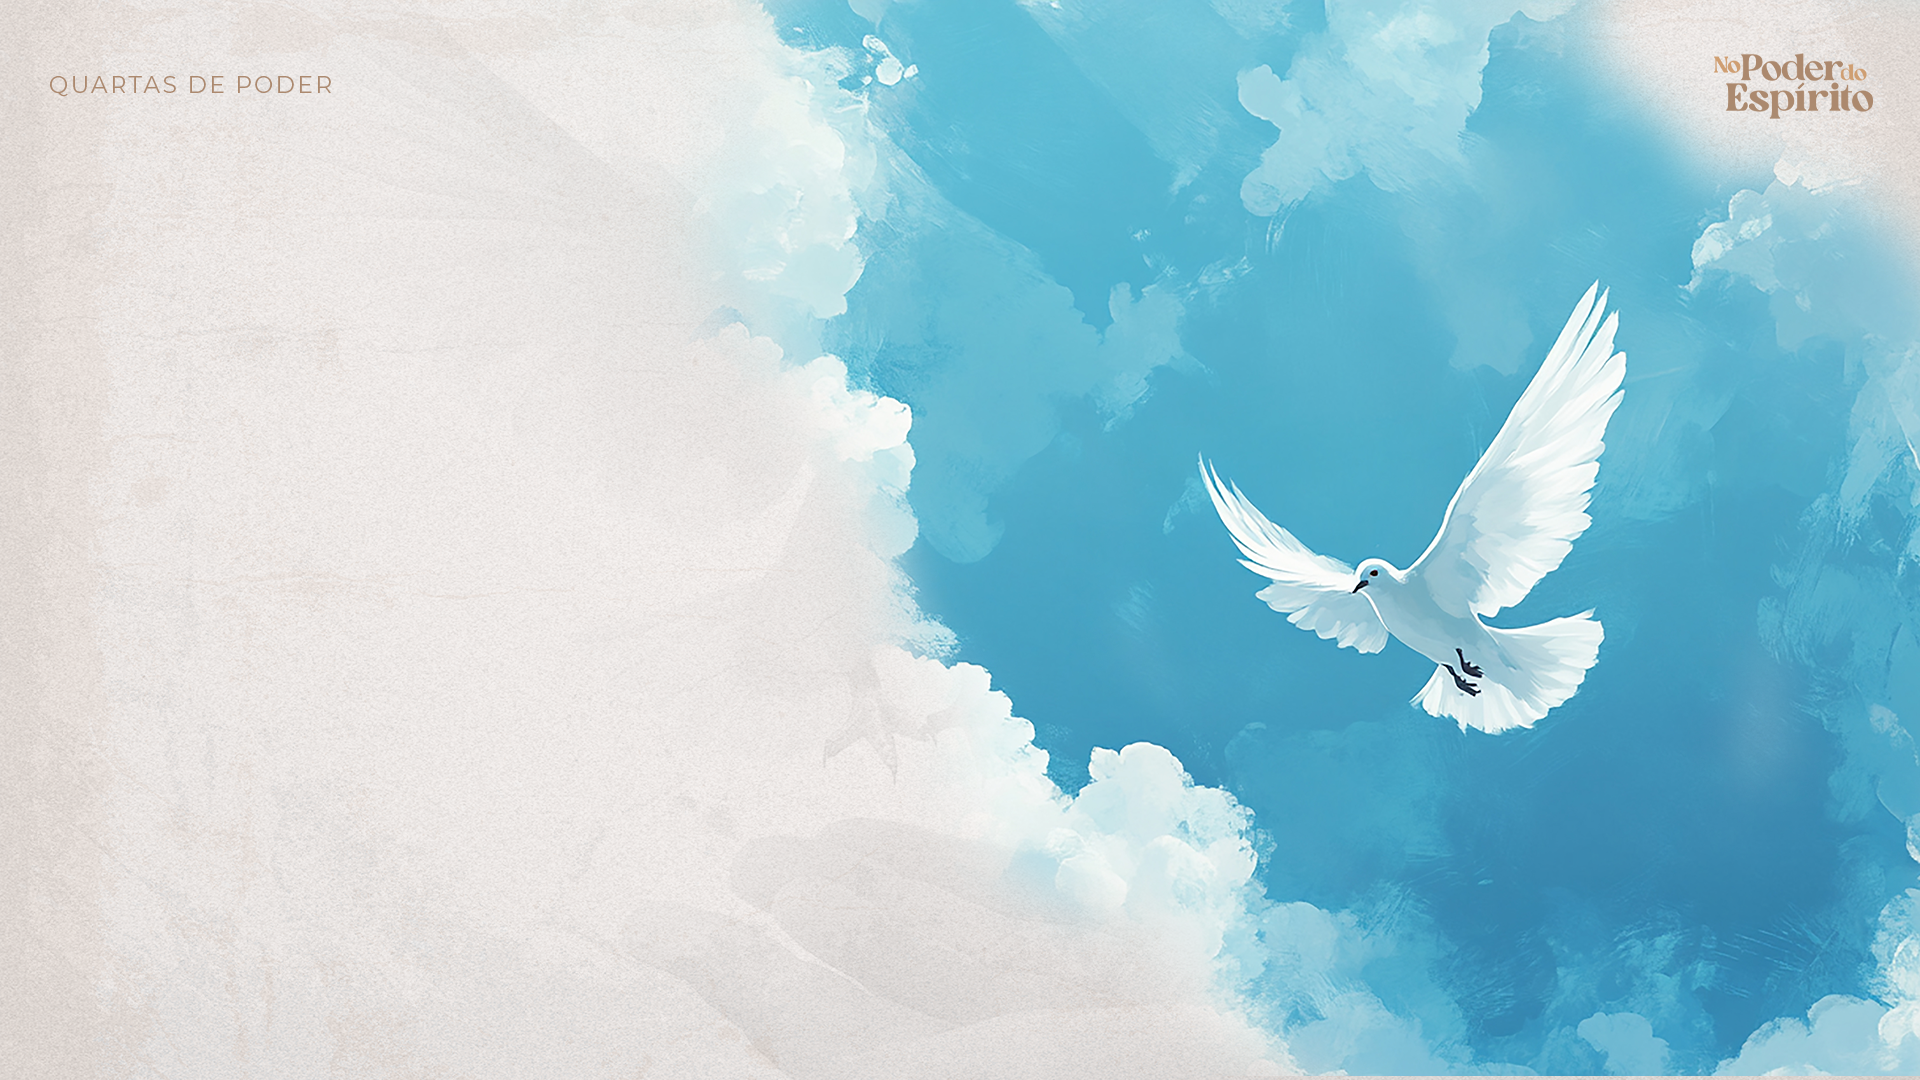 QUARTAS DE PODER
No Poder do
Espírito